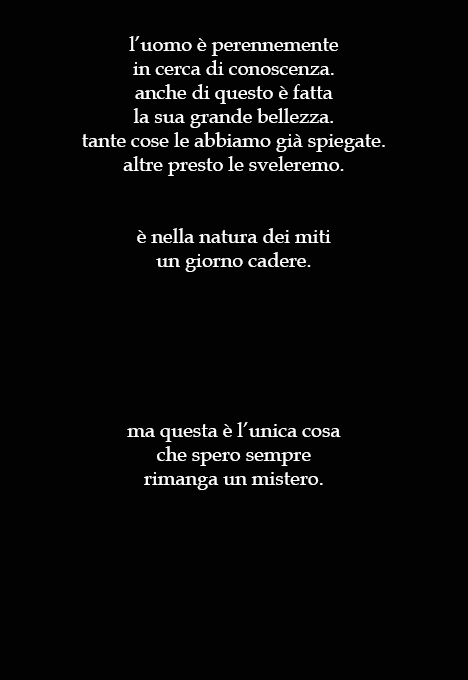 l’uomo è perennemente
in cerca di conoscenza.
anche di questo è fatta
la sua grande bellezza.
tante cose le abbiamo già spiegate.
altre presto le sveleremo.
è nella natura dei miti
un giorno cadere.
ma questa è l’unica cosa
che spero sempre
rimanga un mistero.